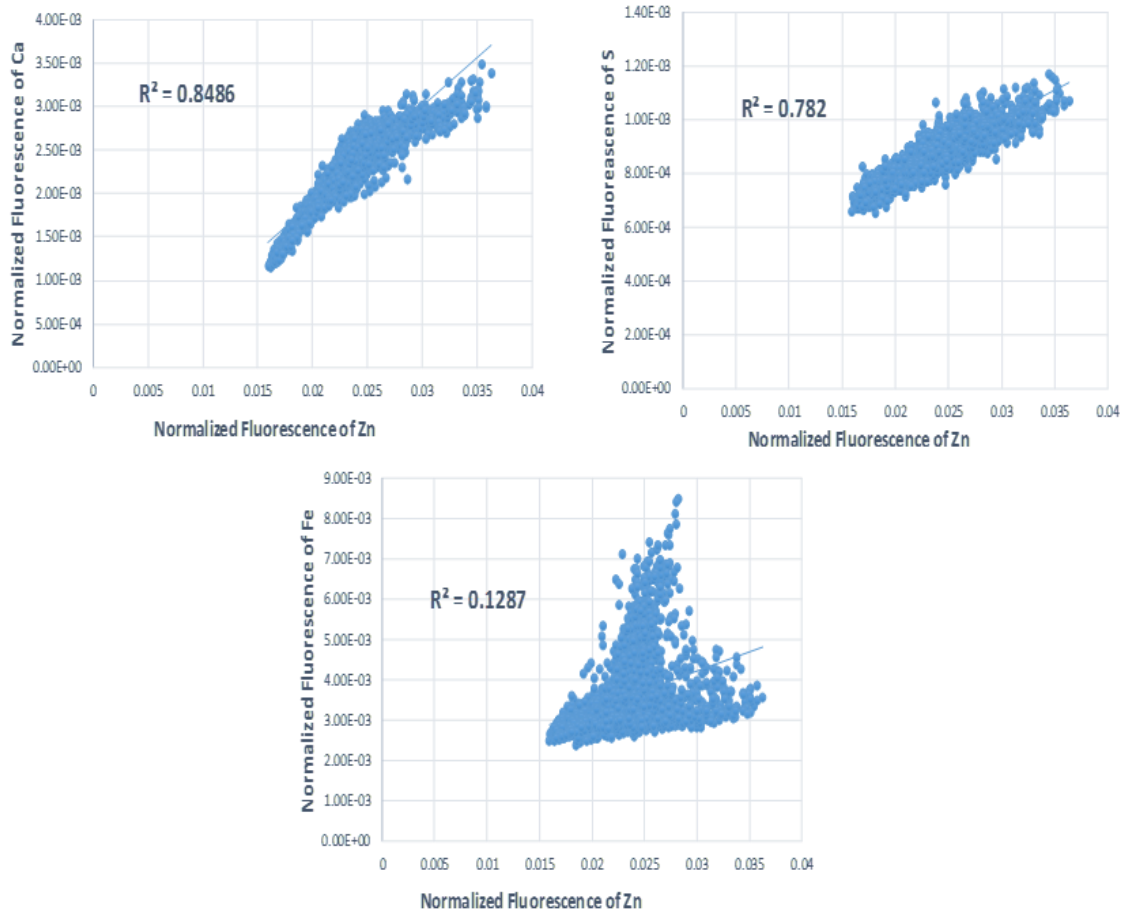 Normalized Fluorescence of Ca
4.00E-03
3.50E-03
3.00E-03
2.50E-03
2.00E-03
1.50E-03
1.00E-03
5.00E-04
0.00E+00
R² = 0.8486
0 0.005 0.01 0.015 0.02 0.025 0.03 0.035 0.04
Normalized Fluorescence of Zn
Normalized Fluoreascence of S
1.40E-03
1.20E-03
1.00E-03
8.00E-04
6.00E-04
4.00E-04
2.00E-04
0.00E+00
R² = 0.782
0 0.005 0.01 0.015 0.02 0.025 0.03 0.035 0.04
Normalized Fluorescence of Zn
Normalized Fluorescence of Fe
9.00E-03
8.00E-03
7.00E-03
6.00E-03
5.00E-03
4.00E-03
3.00E-03
2.00E-03
1.00E-03
0.00E+00
R² = 0.1287
0 0.005 0.01 0.015 0.02 0.025 0.03 0.035 0.04
Normalized Fluorescence of Zn